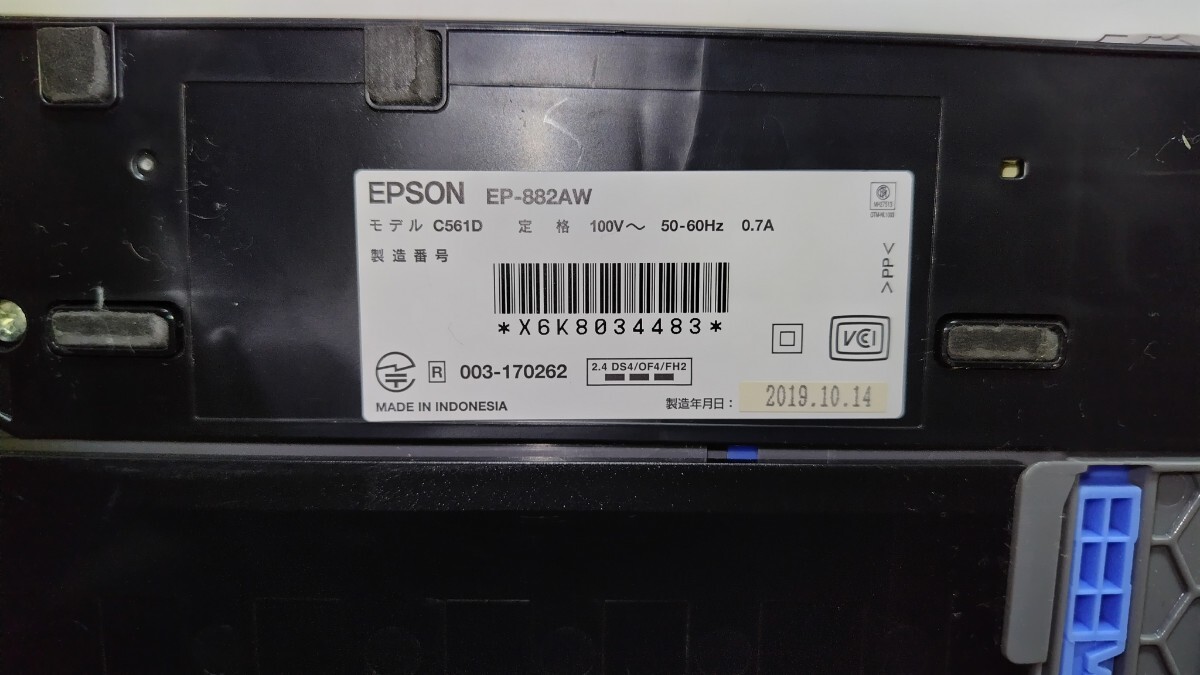 EPSON EP-882AW
モデル C561D 定格 100V～ 50-60Hz 0.7A
製造番号
>PP<
*X6K8034483*
VCCI
R 003-170262 2.4 DS4/OF4/FH2
MADE IN INDONESIA 製造年月日： 2019.10.14